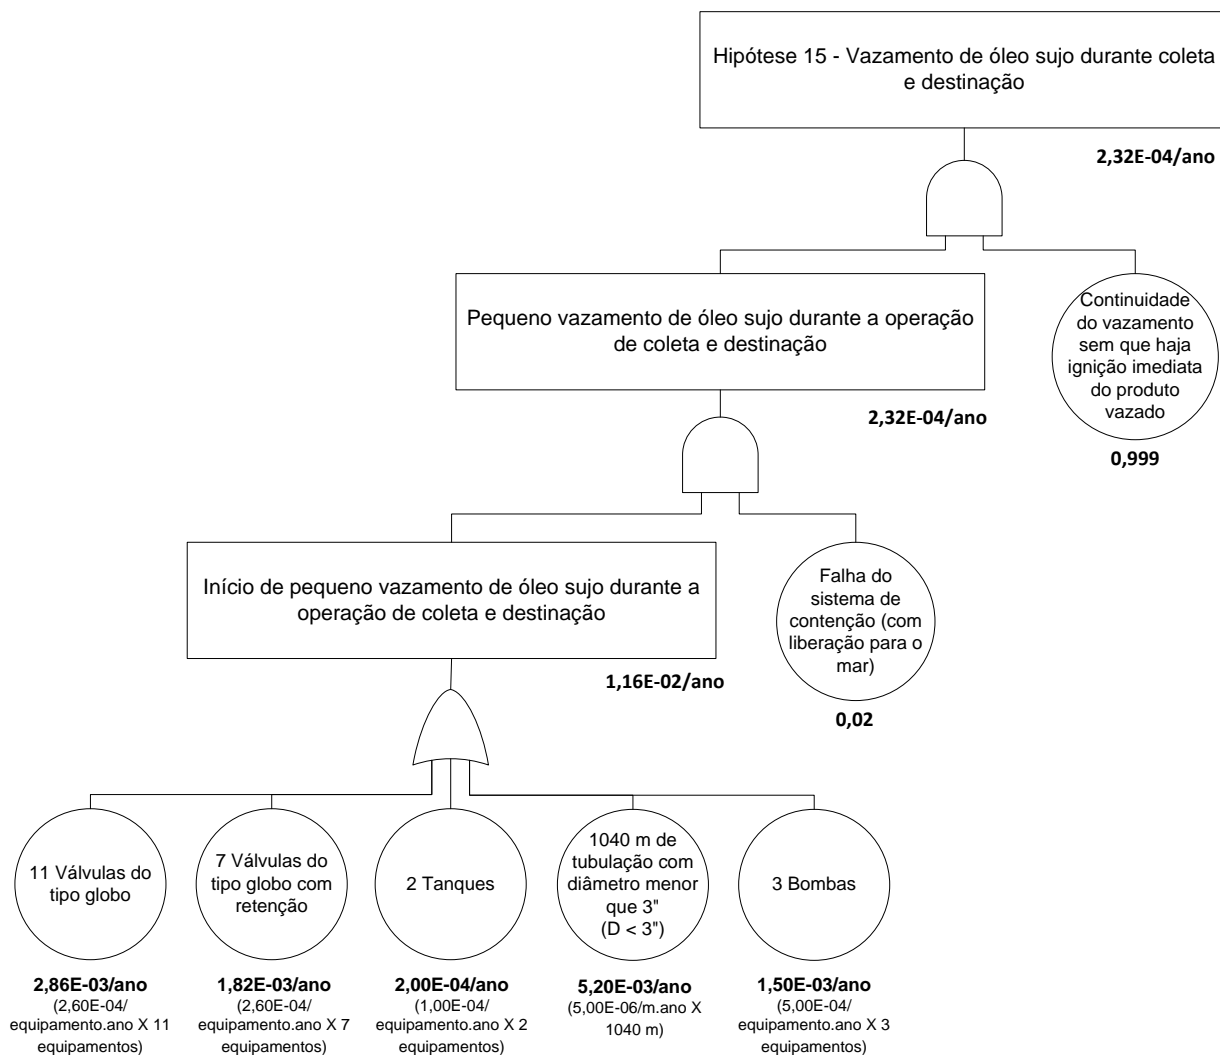 Hipótese 15 - Vazamento de óleo sujo durante coleta
e destinação
2,32E-04/ano
Pequeno vazamento de óleo sujo durante a operação
de coleta e destinação
2,32E-04/ano
Continuidade
do vazamento
sem que haja
ignição imediata
do produto
vazado
0,999
Início de pequeno vazamento de óleo sujo durante a
operação de coleta e destinação
1,16E-02/ano
Falha do
sistema de
contenção (com
liberação para o
mar)
0,02
11 Válvulas do
tipo globo
2,86E-03/ano
(2,60E-04/
equipamento.ano X 11
equipamentos)
7 Válvulas do
tipo globo com
retenção
1,82E-03/ano
(2,60E-04/
equipamento.ano X 7
equipamentos)
2 Tanques
2,00E-04/ano
(1,00E-04/
equipamento.ano X 2
equipamentos)
1040 m de
tubulação com
diâmetro menor
que 3"
(D < 3")
5,20E-03/ano
(5,00E-06/m.ano X
1040 m)
3 Bombas
1,50E-03/ano
(5,00E-04/
equipamento.ano X 3
equipamentos)